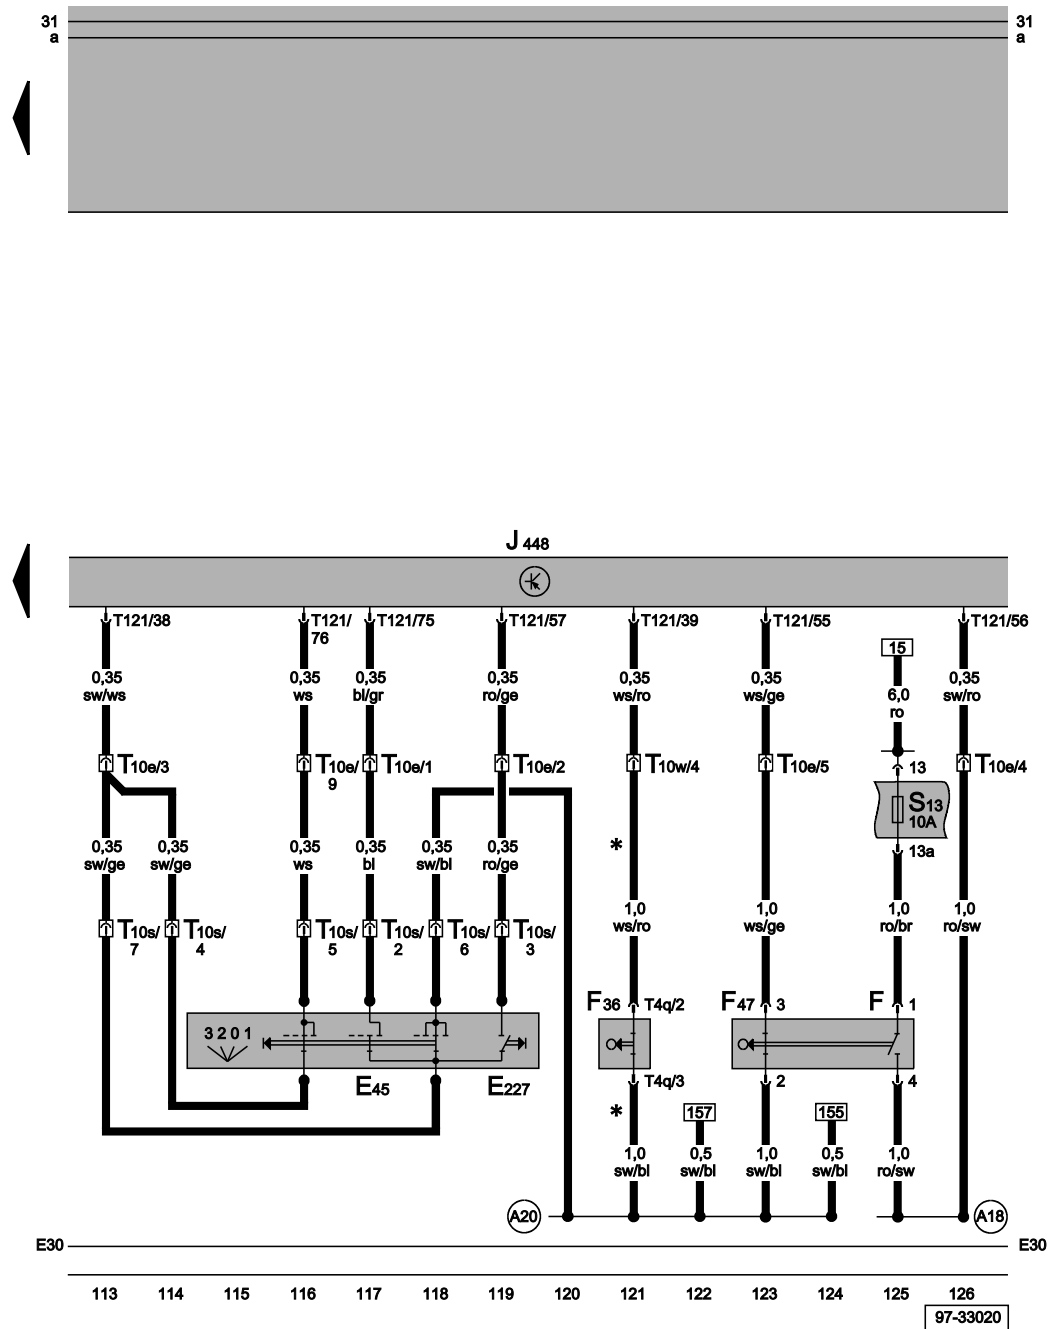 31 31
a a
J 448
T121/38 T121/ T121/75 T121/57 T121/39 T121/55 T121/56
76
15
0,35 0,35 0,35 0,35 0,35 0,35 0,35
sw/ws ws bl/gr ro/ge ws/ro ws/ge sw/ro
6,0
ro
T10e/3 T10e/ T10e/1 T10e/2 T10w/4 T10e/5 13 T10e/4
9
S13
10A
0,35 0,35 0,35 0,35 0,35 0,35 * 13a
sw/ge sw/ge ws bl sw/bl ro/ge
1,0 1,0 1,0 1,0
ws/ro ws/ge ro/br ro/sw
T10s/ T10s/ T10s/ T10s/ T10s/ T10s/
7 4 5 2 6 3
F36 T4q/2 F47 3 F 1
3 2 0 1
E45 E227 T4q/3 2 4
* 157 155
1,0 0,5 1,0 0,5 1,0
sw/bl sw/bl sw/bl sw/bl ro/sw
A20 A18
E30 E30
113 114 115 116 117 118 119 120 121 122 123 124 125 126
97-33020